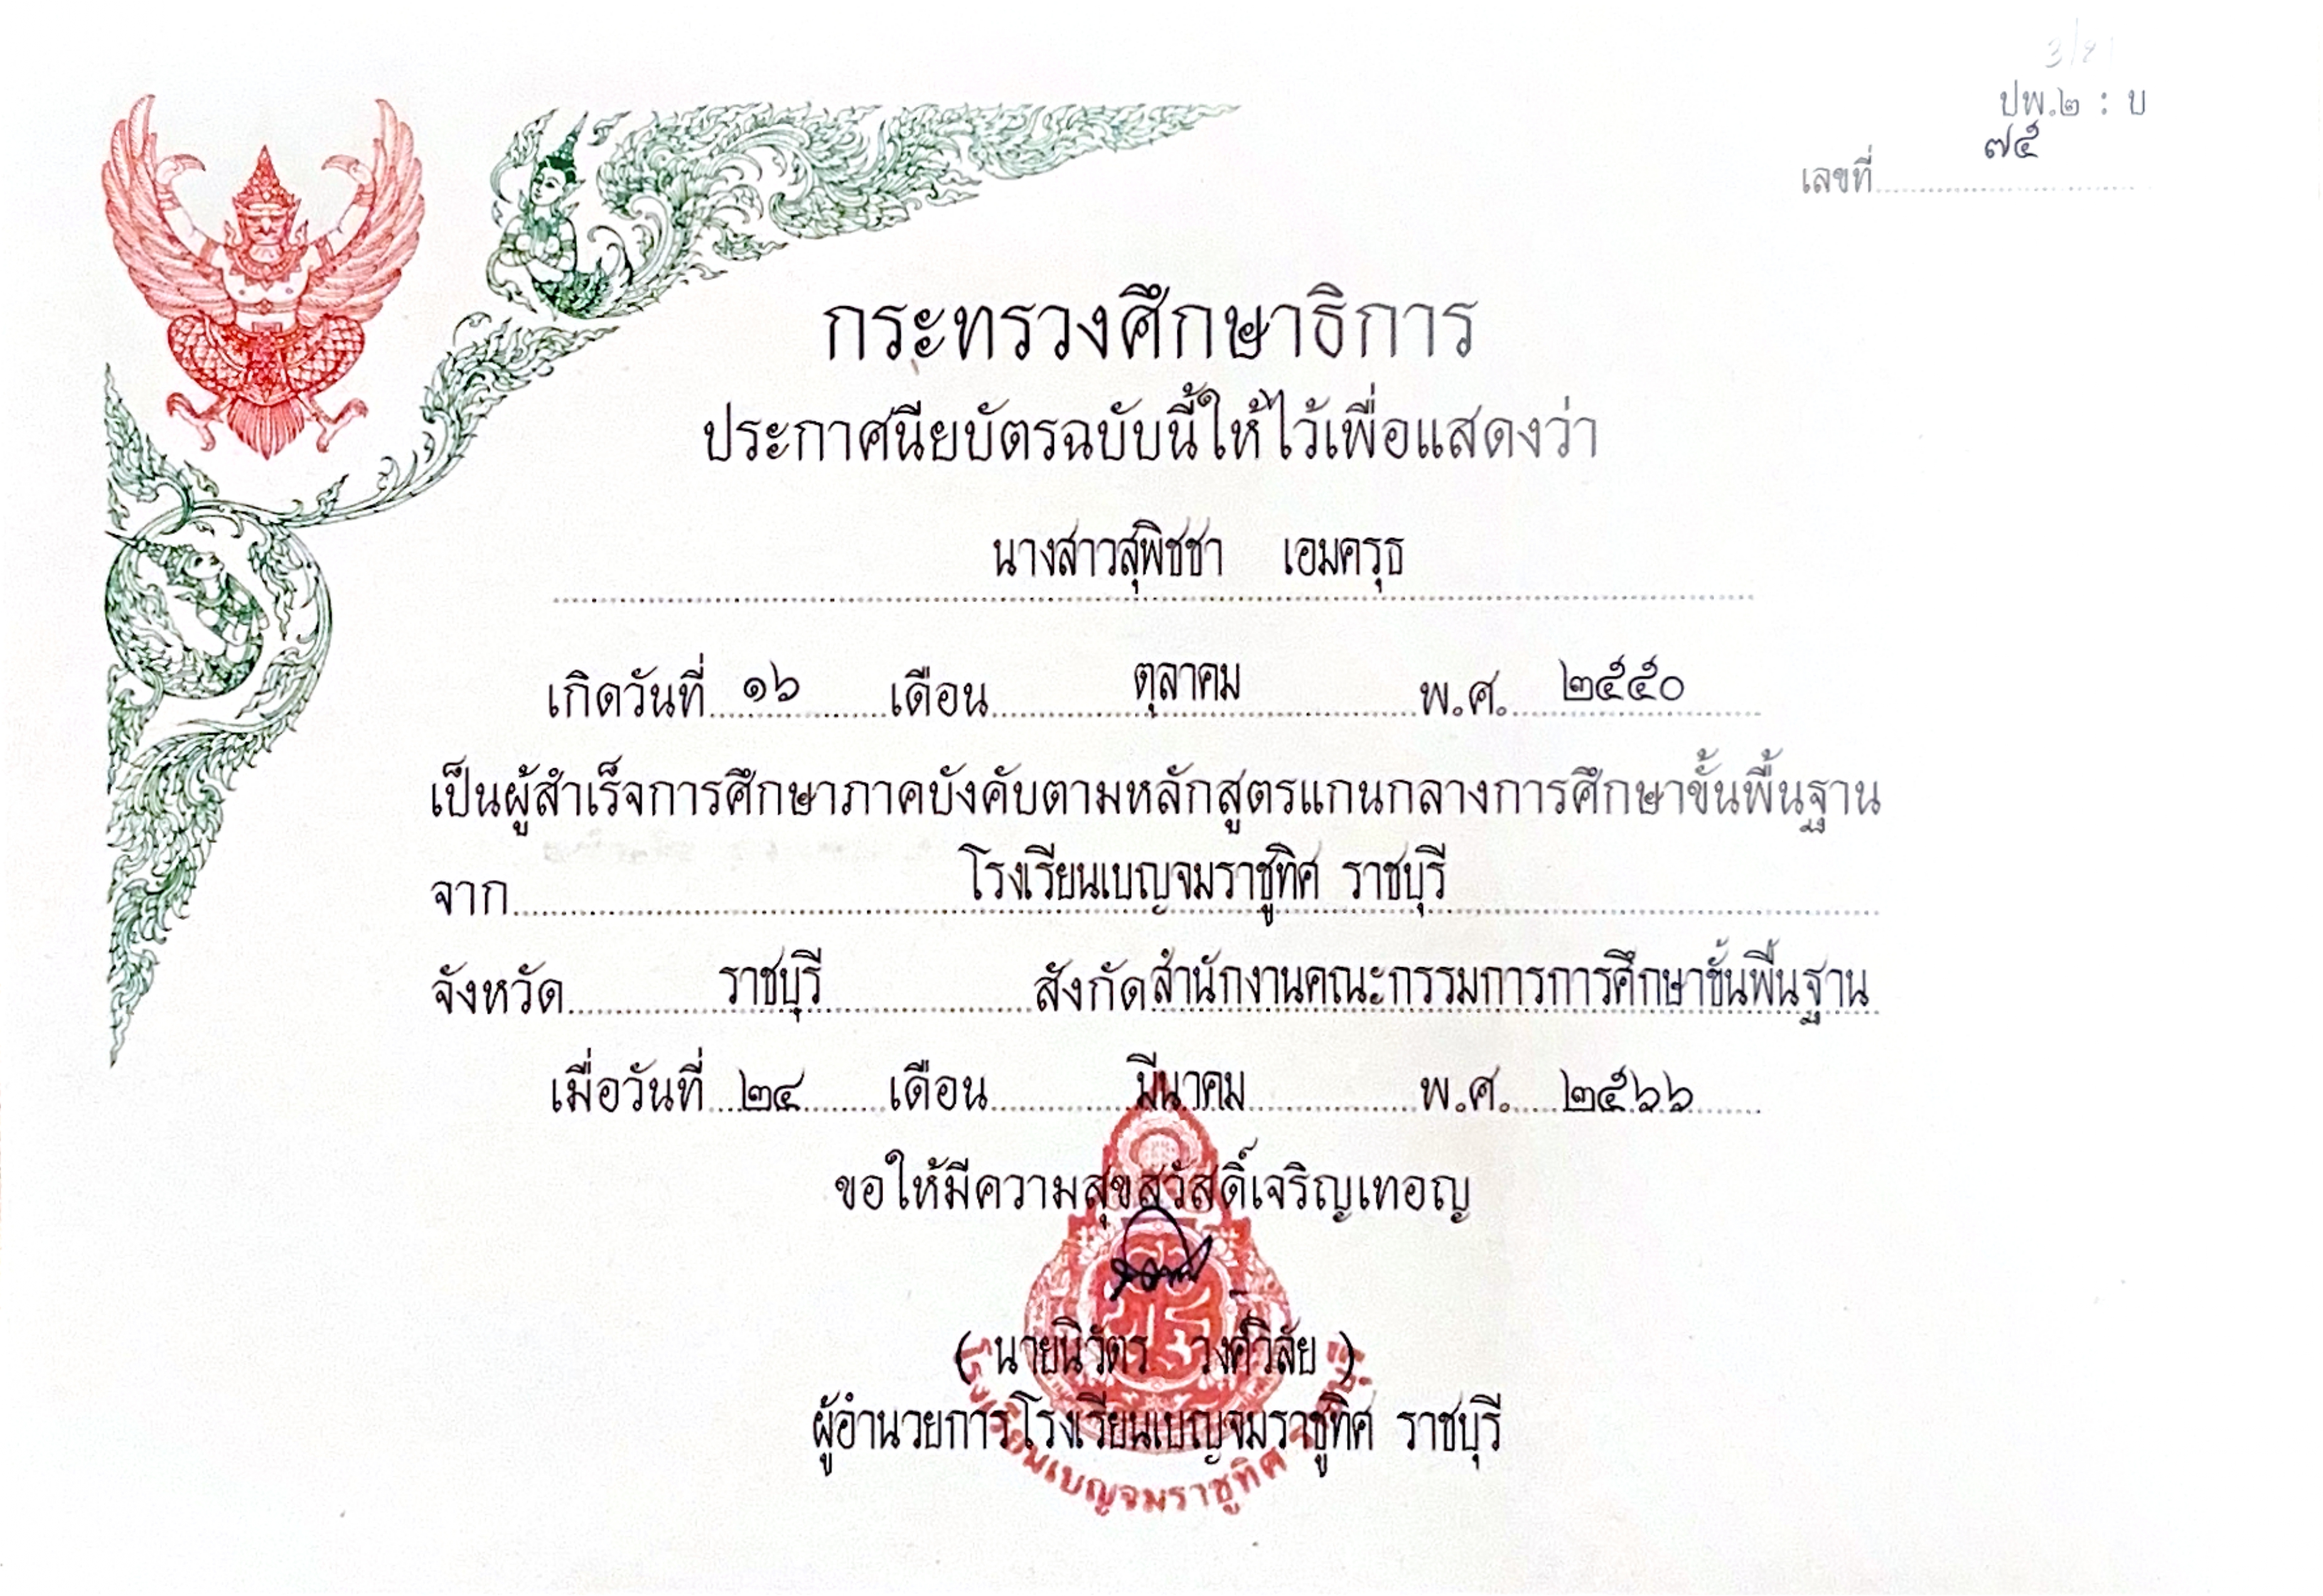 ปพ.๒ : บ
เลขที่ ๗๕
กระทรวงศึกษาธิการ
ประกาศนียบัตรฉบับนี้ให้ไว้เพื่อแสดงว่า
นางสาวสุพิชชา เอมครุธ
เกิดวันที่ ๑๖ เดือน ตุลาคม พ.ศ. ๒๕๕๐
เป็นผู้สำเร็จการศึกษาภาคบังคับตามหลักสูตรแกนกลางการศึกษาขั้นพื้นฐาน
จาก โรงเรียนเบญจมราชูทิศ ราชบุรี
จังหวัด ราชบุรี สังกัด สำนักงานคณะกรรมการการศึกษาขั้นพื้นฐาน
เมื่อวันที่ ๒๔ เดือน มีนาคม พ.ศ. ๒๕๖๖
ขอให้มีความสุขสวัสดิ์เจริญเทอญ
( นายนิวัตร วงศ์วิลัย )
ผู้อำนวยการโรงเรียนเบญจมราชูทิศ ราชบุรี
โรงเรียนเบญจมราชูทิศ